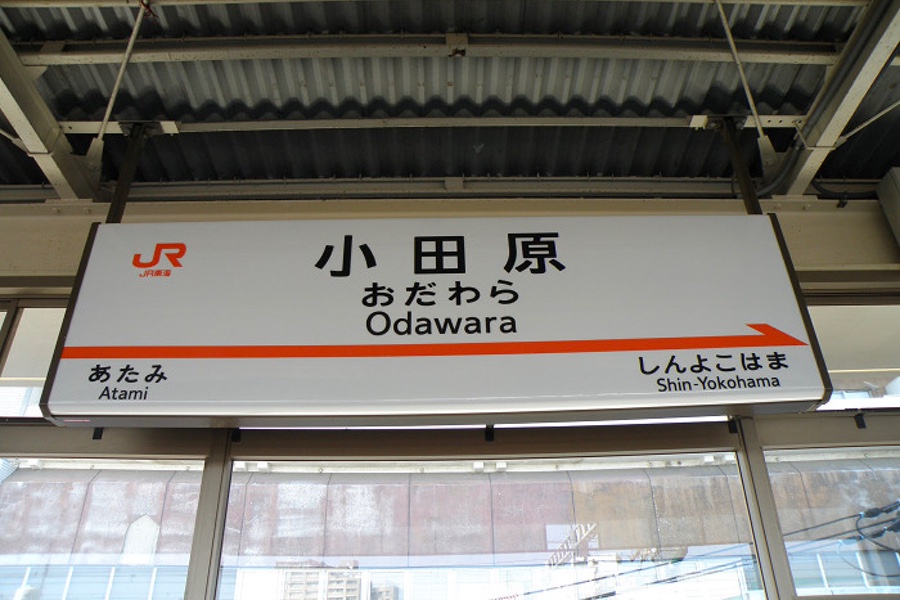 JR
JR東海
小田原
おだわら
Odawara
あたみ
Atami
しんよこはま
Shin-Yokohama